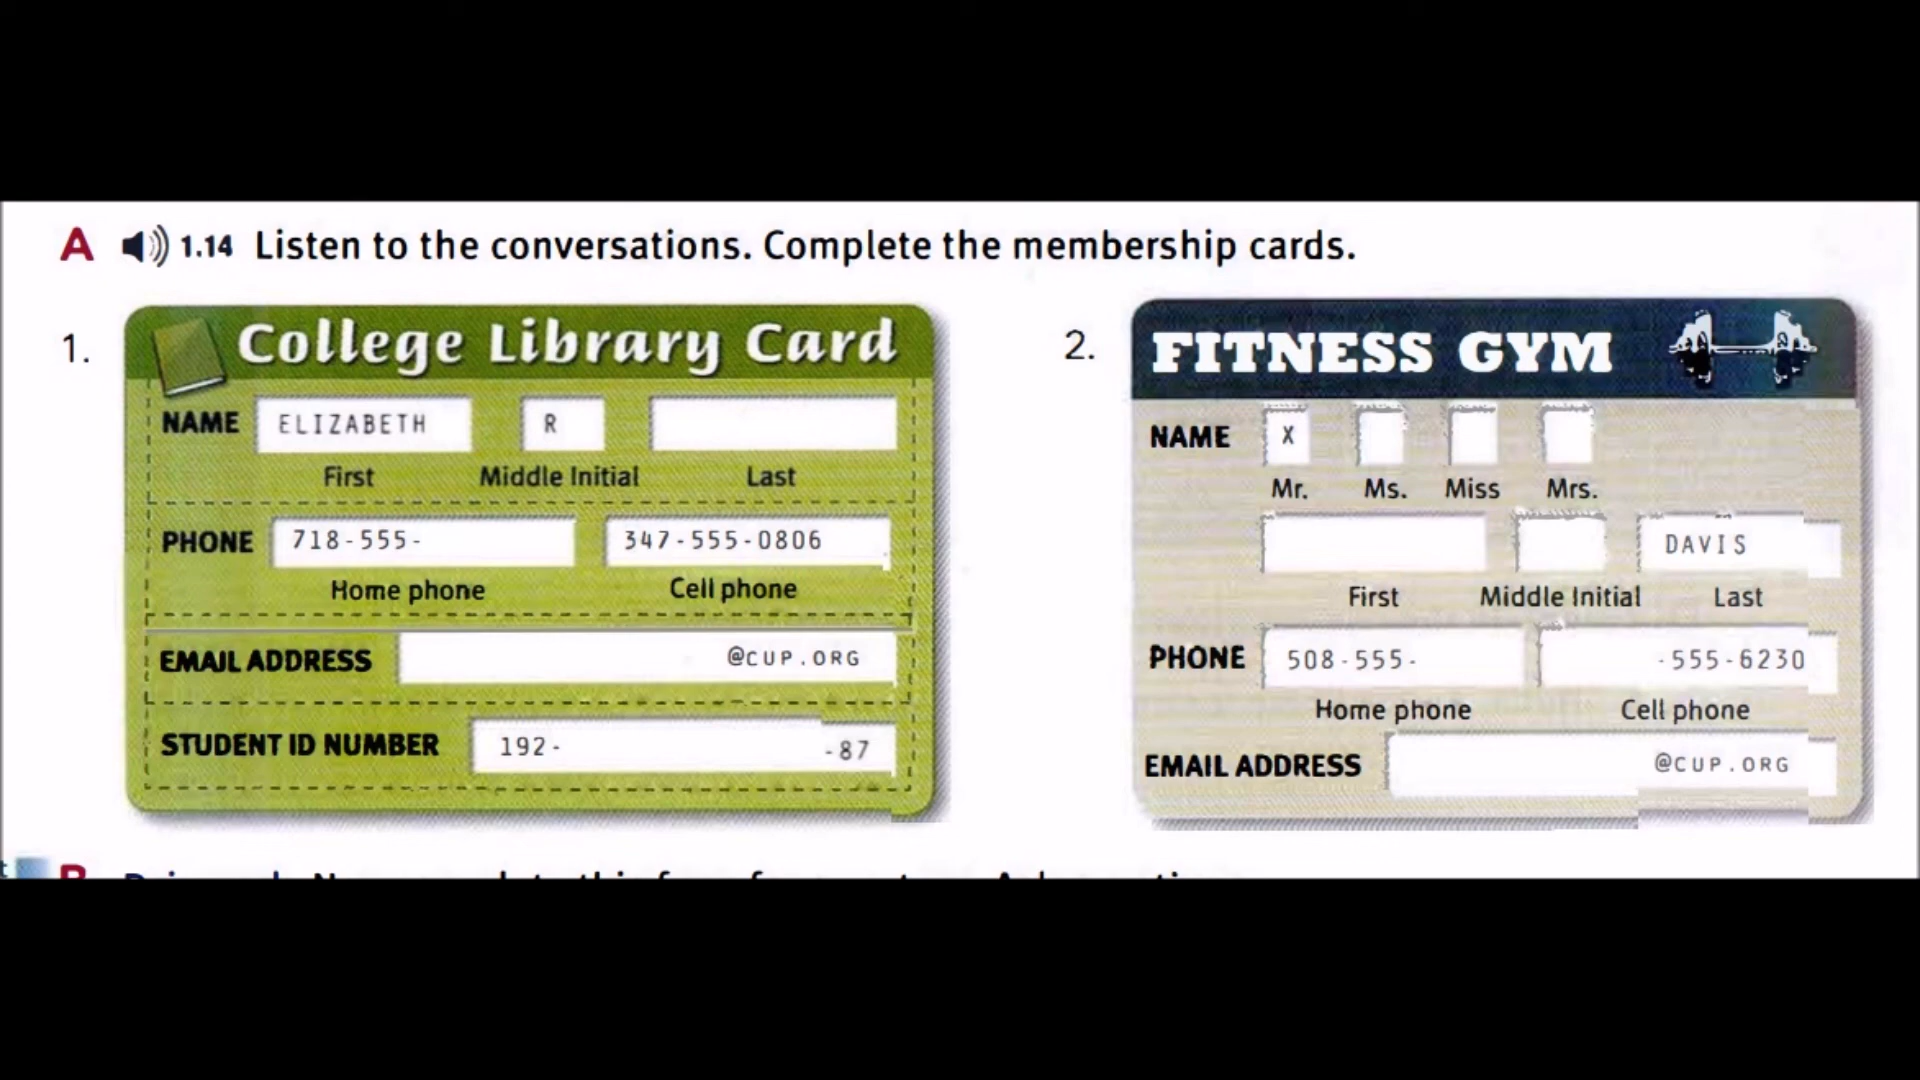 A 1.14 Listen to the conversations. Complete the membership cards.
1.
College Library Card
NAME ELIZABETH R
First Middle Initial Last
PHONE 718-555- 347-555-0806
Home phone Cell phone
EMAIL ADDRESS @CUP.ORG
STUDENT ID NUMBER 192- -87
2.
FITNESS GYM
NAME X
Mr. Ms. Miss Mrs.
DAVIS
First Middle Initial Last
PHONE 508-555- -555-6230
Home phone Cell phone
EMAIL ADDRESS @CUP.ORG